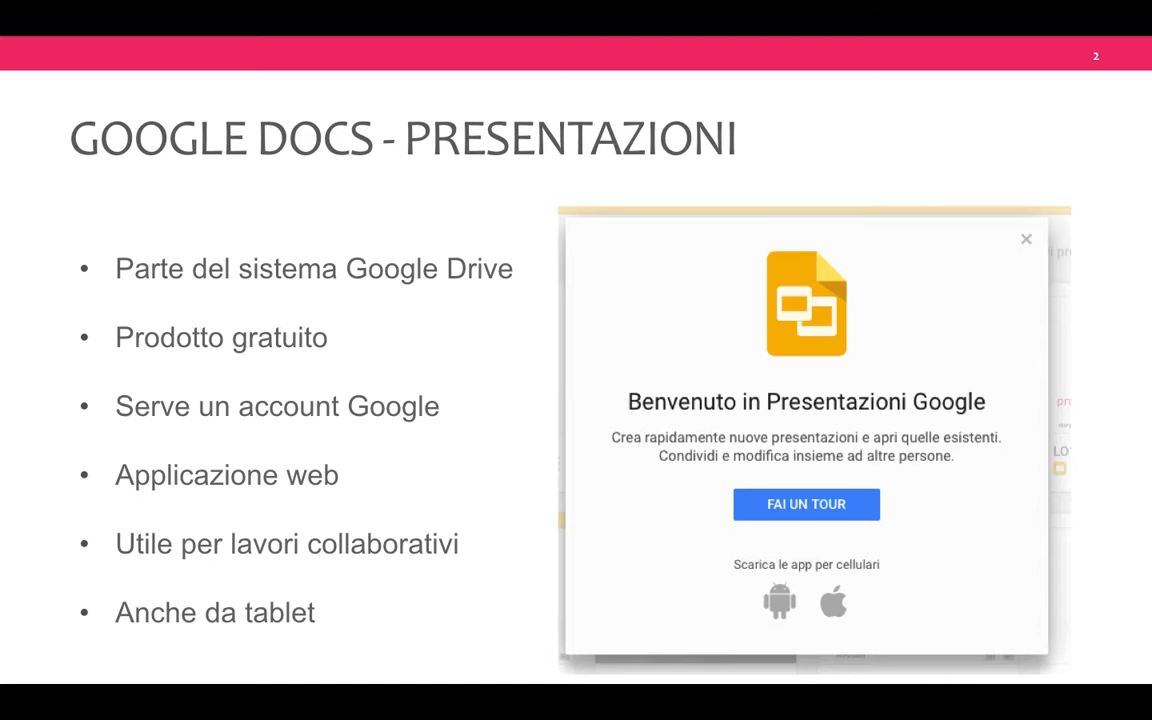 2
GOOGLE DOCS - PRESENTAZIONI
• Parte del sistema Google Drive
• Prodotto gratuito
• Serve un account Google
• Applicazione web
• Utile per lavori collaborativi
• Anche da tablet
Benvenuto in Presentazioni Google
Crea rapidamente nuove presentazioni e apri quelle esistenti.
Condividi e modifica insieme ad altre persone.
FAI UN TOUR
Scarica le app per cellulari